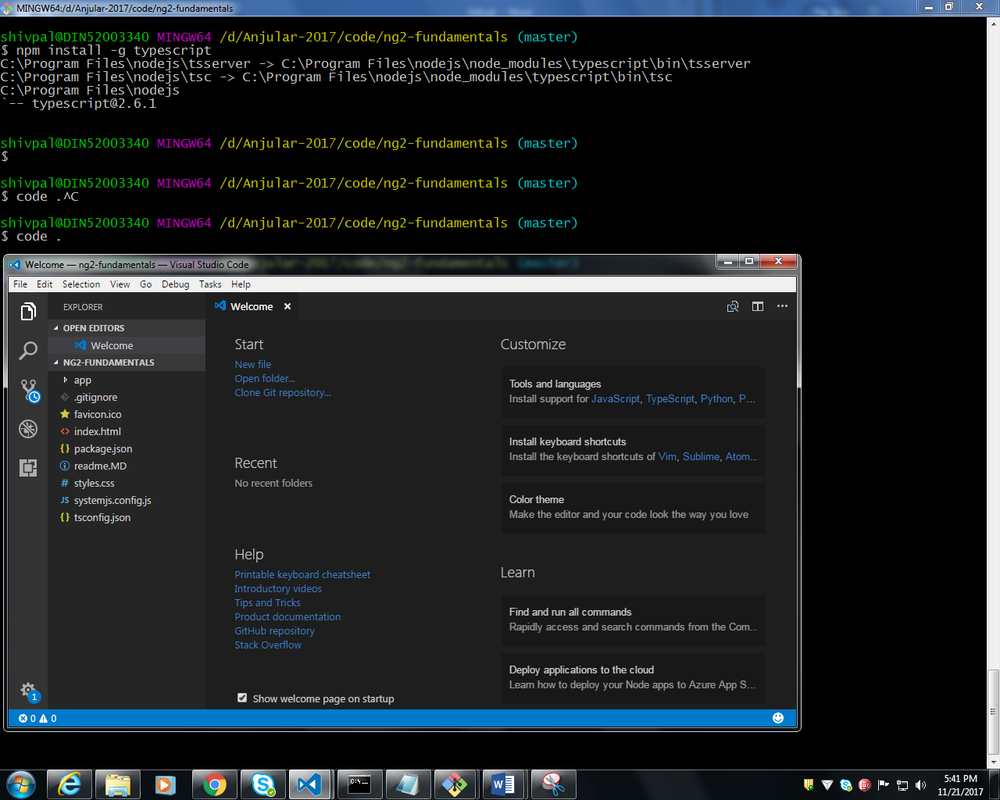 MINGW64:/d/Anjular-2017/code/ng2-fundamentals
shivpal@DIN52003340 MINGW64 /d/Anjular-2017/code/ng2-fundamentals (master)
$ npm install -g typescript
C:\Program Files\nodejs\tsserver -> C:\Program Files\nodejs\node_modules\typescript\bin\tsserver
C:\Program Files\nodejs\tsc -> C:\Program Files\nodejs\node_modules\typescript\bin\tsc
C:\Program Files\nodejs
`-- typescript@2.6.1
shivpal@DIN52003340 MINGW64 /d/Anjular-2017/code/ng2-fundamentals (master)
$
shivpal@DIN52003340 MINGW64 /d/Anjular-2017/code/ng2-fundamentals (master)
$ code .^C
shivpal@DIN52003340 MINGW64 /d/Anjular-2017/code/ng2-fundamentals (master)
$ code .
Welcome — ng2-fundamentals — Visual Studio Code
File Edit Selection View Go Debug Tasks Help
EXPLORER
OPEN EDITORS
Welcome
NG2-FUNDAMENTALS
app
.gitignore
favicon.ico
index.html
package.json
readme.MD
styles.css
JS systemjs.config.js
tsconfig.json
1
Welcome
Start
New file
Open folder...
Clone Git repository...
Recent
No recent folders
Help
Printable keyboard cheatsheet
Introductory videos
Tips and Tricks
Product documentation
GitHub repository
Stack Overflow
Show welcome page on startup
Customize
Tools and languages
Install support for JavaScript, TypeScript, Python, P...
Install keyboard shortcuts
Install the keyboard shortcuts of Vim, Sublime, Atom...
Color theme
Make the editor and your code look the way you love
Learn
Find and run all commands
Rapidly access and search commands from the Com...
Deploy applications to the cloud
Learn how to deploy your Node apps to Azure App S...
0 0
5:41 PM
11/21/2017